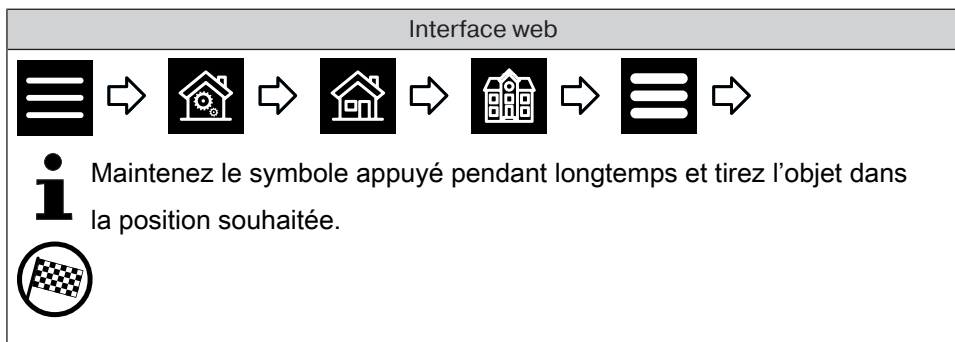 Interface web
Maintenez le symbole appuyé pendant longtemps et tirez l’objet dans
la position souhaitée.